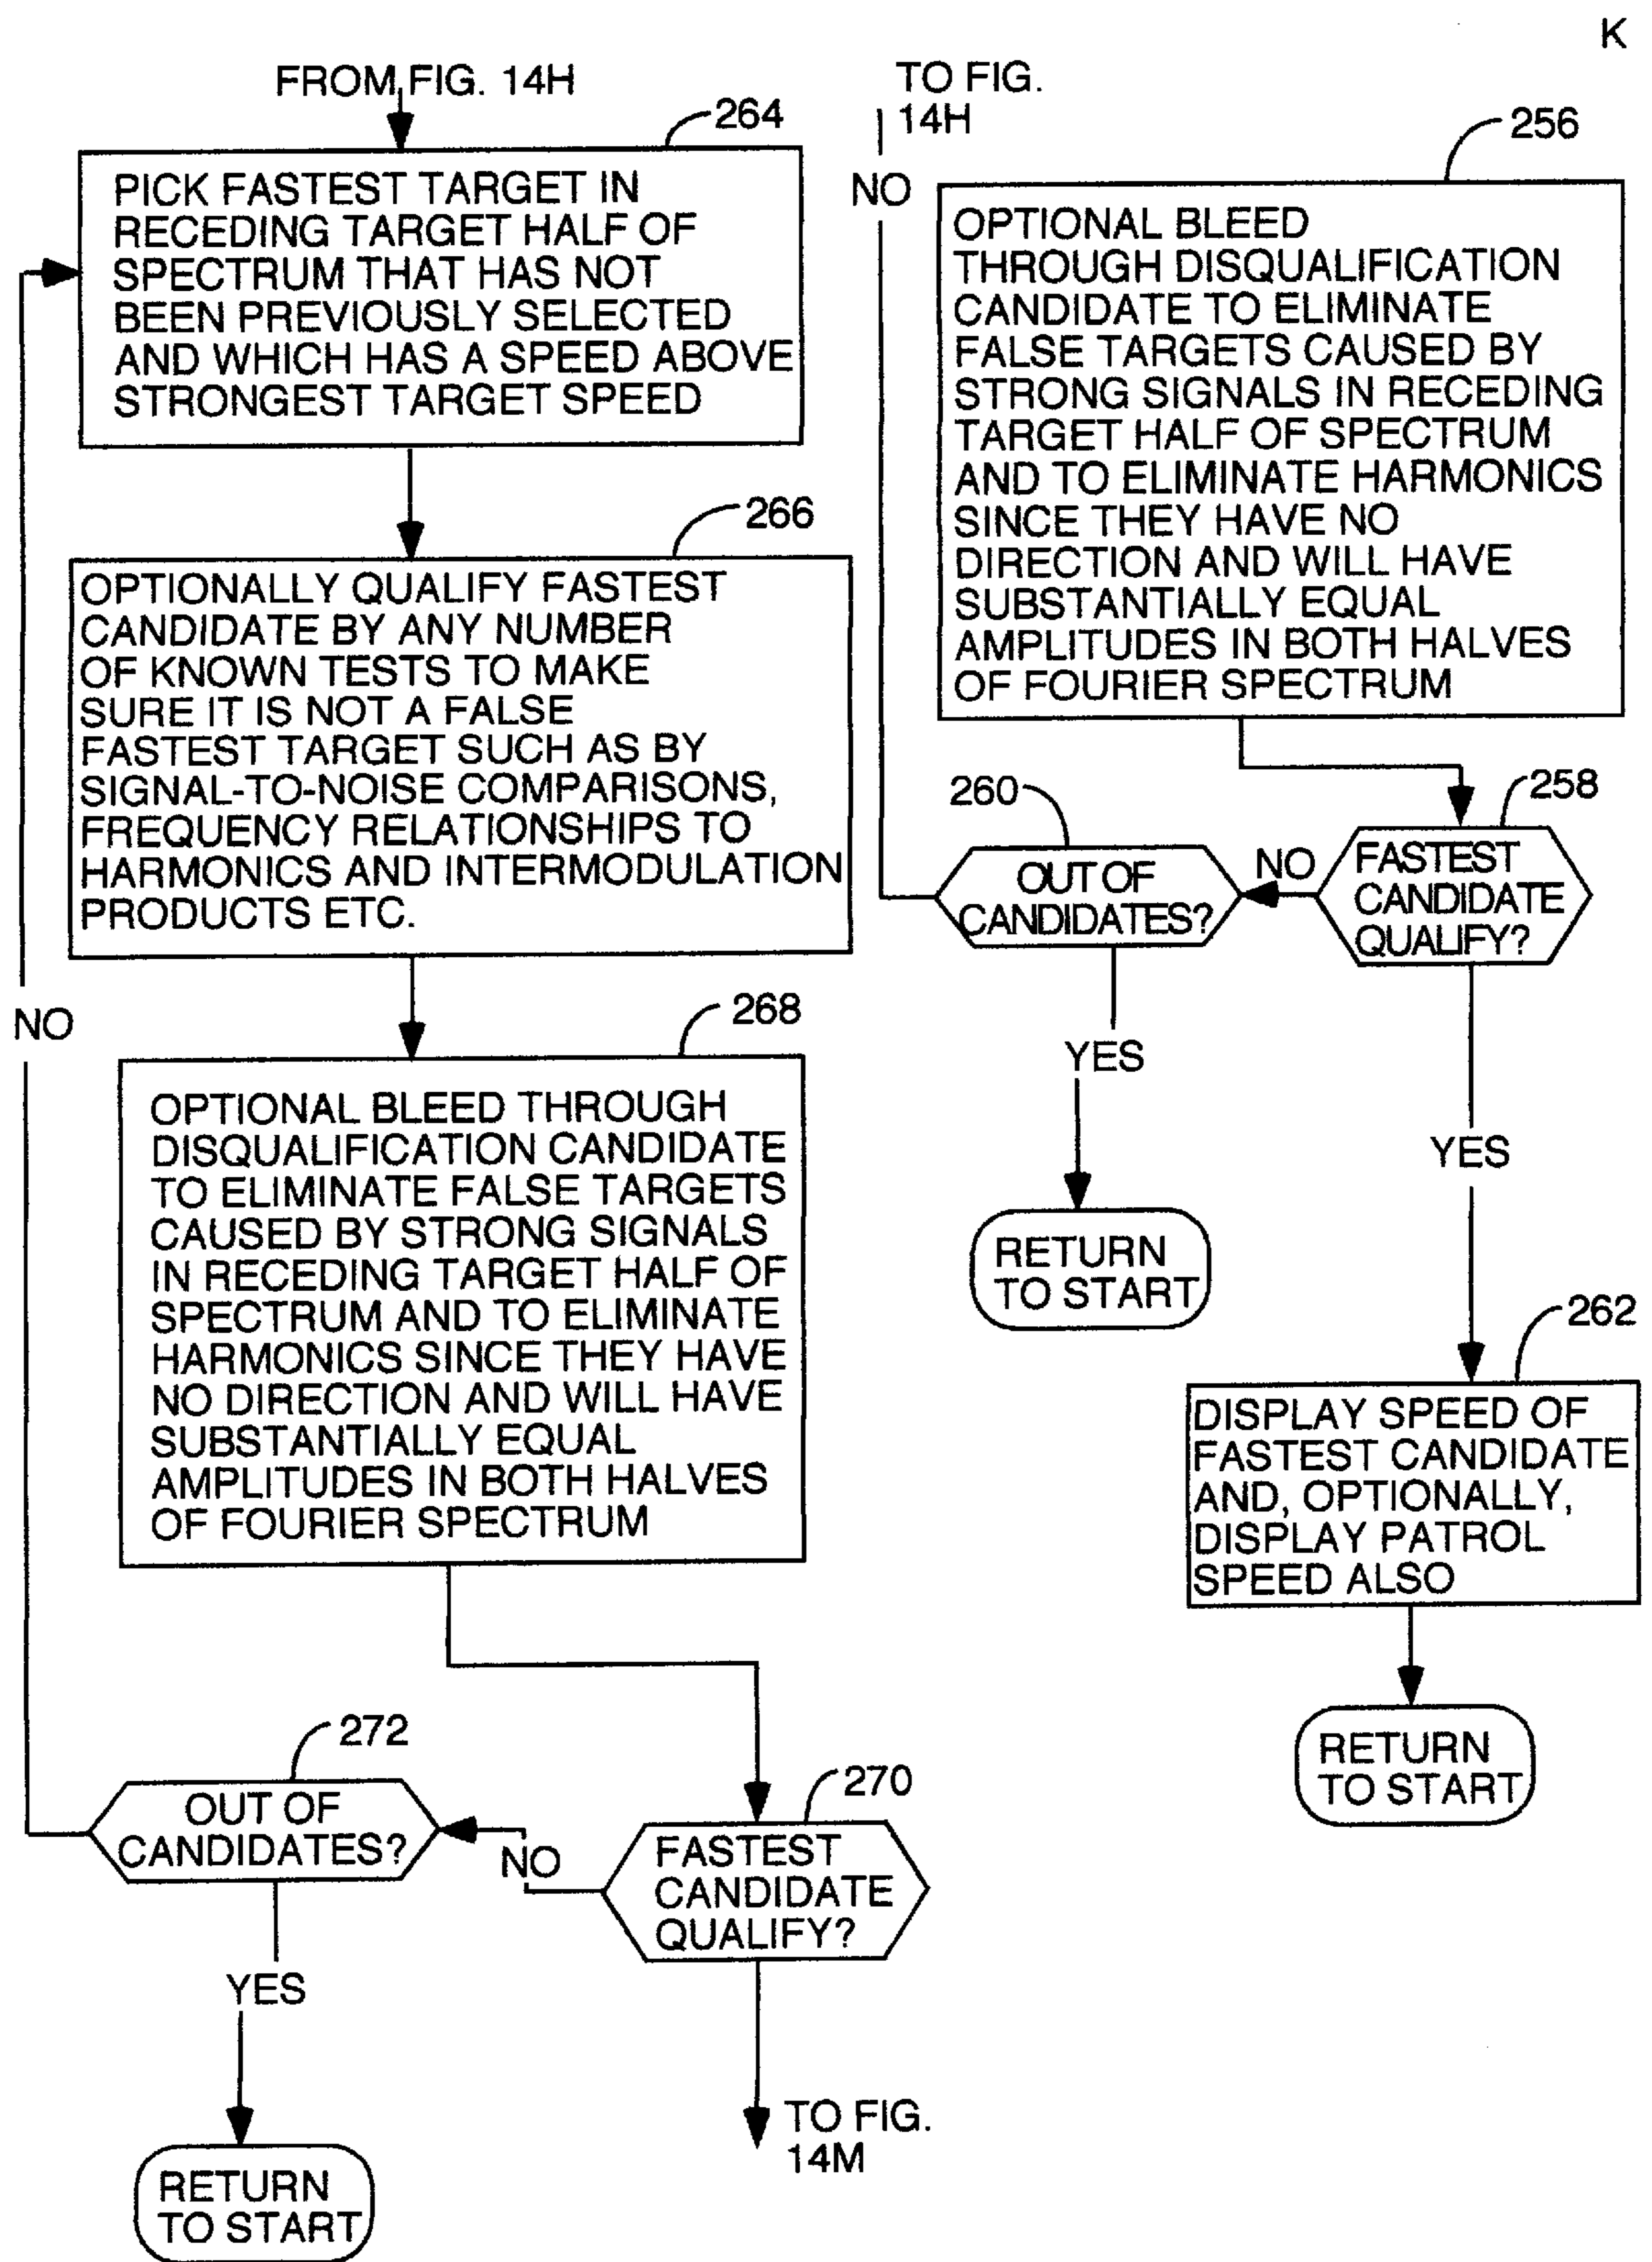 K
FROM FIG. 14H
264
PICK FASTEST TARGET IN
RECEDING TARGET HALF OF
SPECTRUM THAT HAS NOT
BEEN PREVIOUSLY SELECTED
AND WHICH HAS A SPEED ABOVE
STRONGEST TARGET SPEED
266
OPTIONALLY QUALIFY FASTEST
CANDIDATE BY ANY NUMBER
OF KNOWN TESTS TO MAKE
SURE IT IS NOT A FALSE
FASTEST TARGET SUCH AS BY
SIGNAL-TO-NOISE COMPARISONS,
FREQUENCY RELATIONSHIPS TO
HARMONICS AND INTERMODULATION
PRODUCTS ETC.
NO
268
OPTIONAL BLEED THROUGH
DISQUALIFICATION CANDIDATE
TO ELIMINATE FALSE TARGETS
CAUSED BY STRONG SIGNALS
IN RECEDING TARGET HALF OF
SPECTRUM AND TO ELIMINATE
HARMONICS SINCE THEY HAVE
NO DIRECTION AND WILL HAVE
SUBSTANTIALLY EQUAL
AMPLITUDES IN BOTH HALVES
OF FOURIER SPECTRUM
272
OUT OF
CANDIDATES?
NO
270
FASTEST
CANDIDATE
QUALIFY?
YES
RETURN
TO START
TO FIG.
14M
TO FIG.
14H
NO
256
OPTIONAL BLEED
THROUGH DISQUALIFICATION
CANDIDATE TO ELIMINATE
FALSE TARGETS CAUSED BY
STRONG SIGNALS IN RECEDING
TARGET HALF OF SPECTRUM
AND TO ELIMINATE HARMONICS
SINCE THEY HAVE NO
DIRECTION AND WILL HAVE
SUBSTANTIALLY EQUAL
AMPLITUDES IN BOTH HALVES
OF FOURIER SPECTRUM
260
OUT OF
CANDIDATES?
NO
258
FASTEST
CANDIDATE
QUALIFY?
YES
RETURN
TO START
YES
262
DISPLAY SPEED OF
FASTEST CANDIDATE
AND, OPTIONALLY,
DISPLAY PATROL
SPEED ALSO
RETURN
TO START